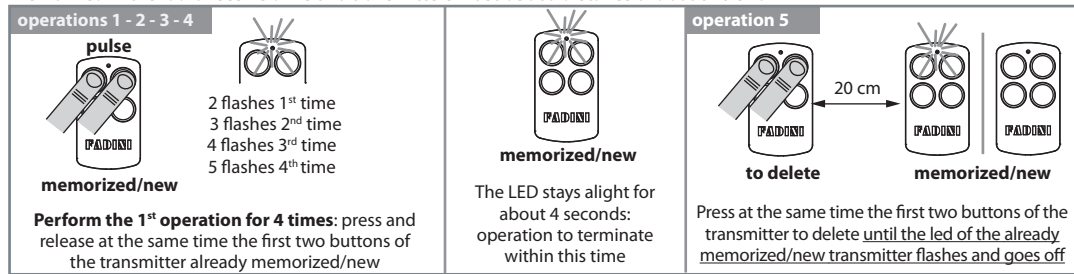 operations 1 - 2 - 3 - 4
pulse
2 flashes 1st time
3 flashes 2nd time
4 flashes 3rd time
5 flashes 4th time
FADINI
memorized/new
Perform the 1st operation for 4 times: press and
release at the same time the first two buttons of
the transmitter already memorized/new
FADINI
memorized/new
The LED stays alight for
about 4 seconds:
operation to terminate
within this time
operation 5
20 cm
FADINI
FADINI
FADINI
to delete
memorized/new
Press at the same time the first two buttons of the
transmitter to delete until the led of the already
memorized/new transmitter flashes and goes off